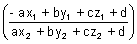 (-ax₁ + by₁ + cz₁ + d / ax₂ + by₂ + cz₂ + d)